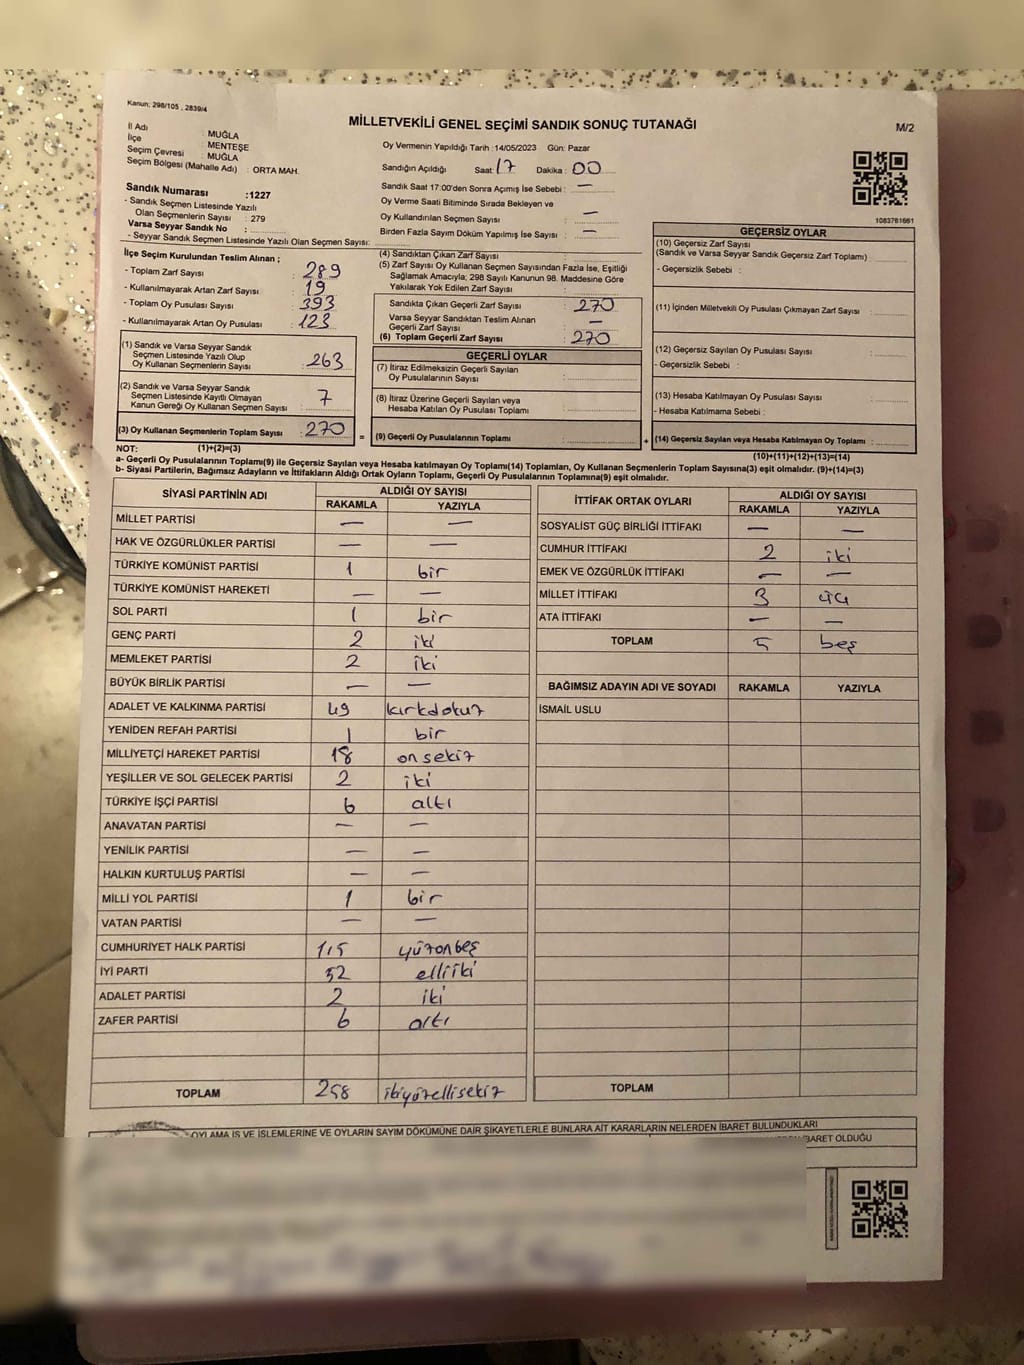 Kanun: 298/105 , 2839/4
MİLLETVEKİLİ GENEL SEÇİMİ SANDIK SONUÇ TUTANAĞI
M/2
İl Adı : MUĞLA
İlçe : MENTEŞE
Seçim Çevresi : MUĞLA
Seçim Bölgesi (Mahalle Adı) : ORTA MAH.
Sandık Numarası :1227
- Sandık Seçmen Listesinde Yazılı
Olan Seçmenlerin Sayısı : 279
Varsa Seyyar Sandık No :
- Seyyar Sandık Seçmen Listesinde Yazılı Olan Seçmen Sayısı:
Oy Vermenin Yapıldığı Tarih :14/05/2023 Gün: Pazar
Sandığın Açıldığı Saat: 17 Dakika : 00
Sandık Saat 17:00'den Sonra Açımış İse Sebebi : —
Oy Verme Saati Bitiminde Sırada Bekleyen ve
Oy Kullandırılan Seçmen Sayısı : —
Birden Fazla Sayım Döküm Yapılmış İse Sayısı : —
1083761661
İlçe Seçim Kurulundan Teslim Alınan ;
- Toplam Zarf Sayısı : 289
- Kullanılmayarak Artan Zarf Sayısı : 19
- Toplam Oy Pusulası Sayısı : 393
- Kullanılmayarak Artan Oy Pusulası : 123
(1) Sandık ve Varsa Seyyar Sandık
Seçmen Listesinde Yazılı Olup
Oy Kullanan Seçmenlerin Sayısı : 263
(2) Sandık ve Varsa Seyyar Sandık
Seçmen Listesinde Kayıtlı Olmayan
Kanun Gereği Oy Kullanan Seçmen Sayısı : 7
(3) Oy Kullanan Seçmenlerin Toplam Sayısı : 270
(1)+(2)=(3)
(4) Sandıktan Çıkan Zarf Sayısı :
(5) Zarf Sayısı Oy Kullanan Seçmen Sayısından Fazla İse, Eşitliği
Sağlamak Amacıyla; 298 Sayılı Kanunun 98. Maddesine Göre
Yakılarak Yok Edilen Zarf Sayısı :
Sandıkta Çıkan Geçerli Zarf Sayısı : 270
Varsa Seyyar Sandıktan Teslim Alınan
Geçerli Zarf Sayısı : —
(6) Toplam Geçerli Zarf Sayısı : 270
GEÇERLİ OYLAR
(7) İtiraz Edilmeksizin Geçerli Sayılan
Oy Pusulalarının Sayısı :
(8) İtiraz Üzerine Geçerli Sayılan veya
Hesaba Katılan Oy Pusulası Toplamı :
= (9) Geçerli Oy Pusulalarının Toplamı :
GEÇERSİZ OYLAR
(10) Geçersiz Zarf Sayısı
(Sandık ve Varsa Seyyar Sandık Geçersiz Zarf Toplamı) :
- Geçersizlik Sebebi :
(11) İçinden Milletvekili Oy Pusulası Çıkmayan Zarf Sayısı :
(12) Geçersiz Sayılan Oy Pusulası Sayısı :
- Geçersizlik Sebebi :
(13) Hesaba Katılmayan Oy Pusulası Sayısı :
- Hesaba Katılmama Sebebi :
+ (14) Geçersiz Sayılan veya Hesaba Katılmayan Oy Toplamı :
(10)+(11)+(12)+(13)=(14)
NOT:
a- Geçerli Oy Pusulalarının Toplamı(9) ile Geçersiz Sayılan veya Hesaba katılmayan Oy Toplamı(14) Toplamları, Oy Kullanan Seçmenlerin Toplam Sayısına(3) eşit olmalıdır. (9)+(14)=(3)
b- Siyasi Partilerin, Bağımsız Adayların ve İttifakların Aldığı Ortak Oyların Toplamı, Geçerli Oy Pusulalarının Toplamına(9) eşit olmalıdır.
SİYASİ PARTİNİN ADI ALDIĞI OY SAYISI
RAKAMLA YAZIYLA
MİLLET PARTİSİ — —
HAK VE ÖZGÜRLÜKLER PARTİSİ — —
TÜRKİYE KOMÜNİST PARTİSİ 1 bir
TÜRKİYE KOMÜNİST HAREKETİ — —
SOL PARTİ 1 bir
GENÇ PARTİ 2 iki
MEMLEKET PARTİSİ 2 iki
BÜYÜK BİRLİK PARTİSİ — —
ADALET VE KALKINMA PARTİSİ 49 kırkdokuz
YENİDEN REFAH PARTİSİ 1 bir
MİLLİYETÇİ HAREKET PARTİSİ 18 onsekiz
YEŞİLLER VE SOL GELECEK PARTİSİ 2 iki
TÜRKİYE İŞÇİ PARTİSİ 6 altı
ANAVATAN PARTİSİ — —
YENİLİK PARTİSİ — —
HALKIN KURTULUŞ PARTİSİ — —
MİLLİ YOL PARTİSİ 1 bir
VATAN PARTİSİ — —
CUMHURİYET HALK PARTİSİ 115 yüzonbeş
İYİ PARTİ 52 elliiki
ADALET PARTİSİ 2 iki
ZAFER PARTİSİ 6 altı
TOPLAM 258 ikiyüzellisekiz
İTTİFAK ORTAK OYLARI ALDIĞI OY SAYISI
RAKAMLA YAZIYLA
SOSYALİST GÜÇ BİRLİĞİ İTTİFAKI — —
CUMHUR İTTİFAKI 2 iki
EMEK VE ÖZGÜRLÜK İTTİFAKI — —
MİLLET İTTİFAKI 3 üç
ATA İTTİFAKI — —
TOPLAM 5 beş
BAĞIMSIZ ADAYIN ADI VE SOYADI RAKAMLA YAZIYLA
İSMAİL USLU
TOPLAM
OYLAMA İŞ VE İŞLEMLERİNE VE OYLARIN SAYIM DÖKÜMÜNE DAİR ŞİKAYETLERLE BUNLARA AİT KARARLARIN NELERDEN İBARET BULUNDUKLARI
İBARET OLDUĞU